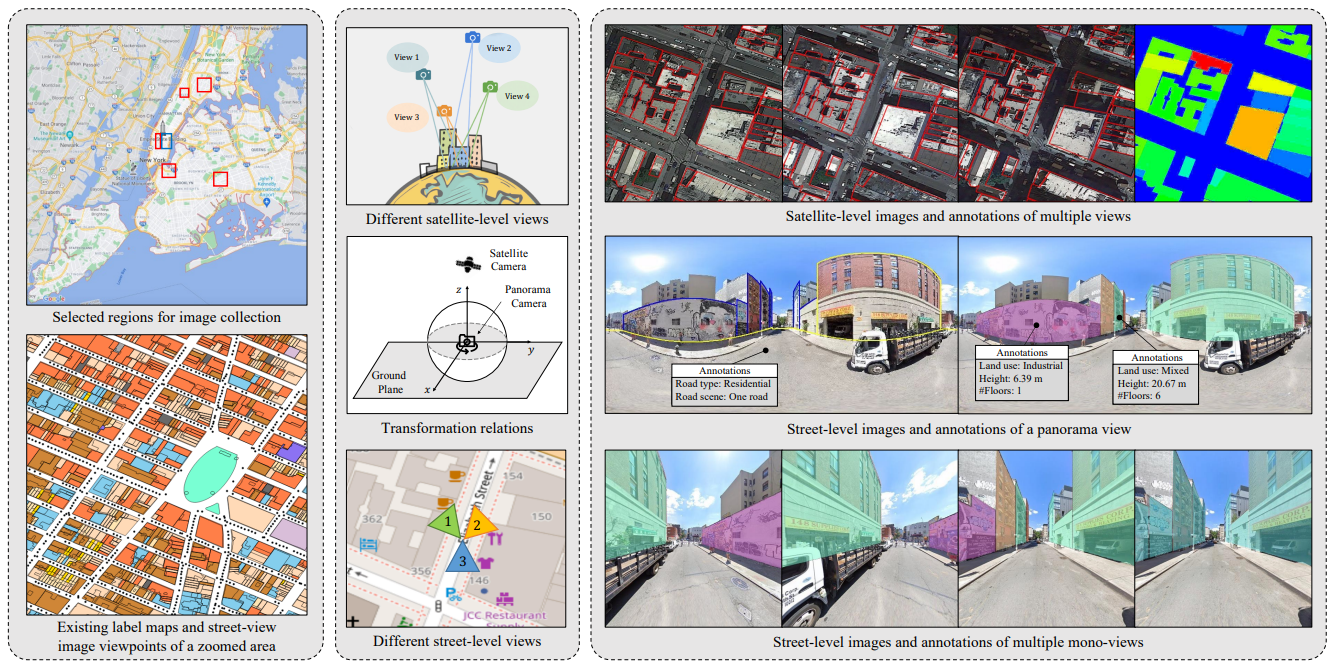 New York
Selected regions for image collection
Existing label maps and street-view
image viewpoints of a zoomed area
View 1
View 2
View 3
View 4
Different satellite-level views
Satellite
Camera
Panorama
Camera
z
y
x
Ground
Plane
Transformation relations
h Street
154
150
362
356
146
1
2
3
JCC Restaurant
Different street-level views
Satellite-level images and annotations of multiple views
Annotations
Road type: Residential
Road scene: One road
Annotations
Land use: Industrial
Height: 6.39 m
#Floors: 1
Annotations
Land use: Mixed
Height: 20.67 m
#Floors: 6
Street-level images and annotations of a panorama view
Street-level images and annotations of multiple mono-views